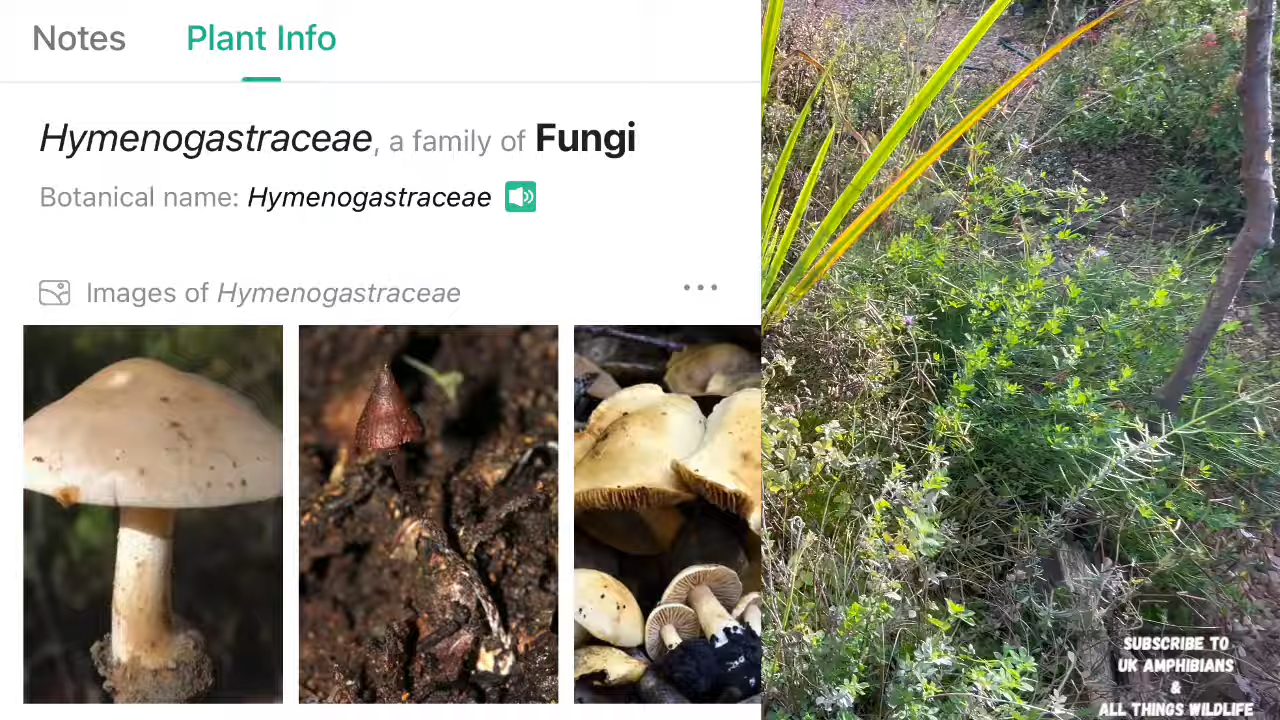 Notes Plant Info
Hymenogastraceae, a family of Fungi
Botanical name: Hymenogastraceae
Images of Hymenogastraceae
SUBSCRIBE TO
UK AMPHIBIANS
&
ALL THINGS WILDLIFE